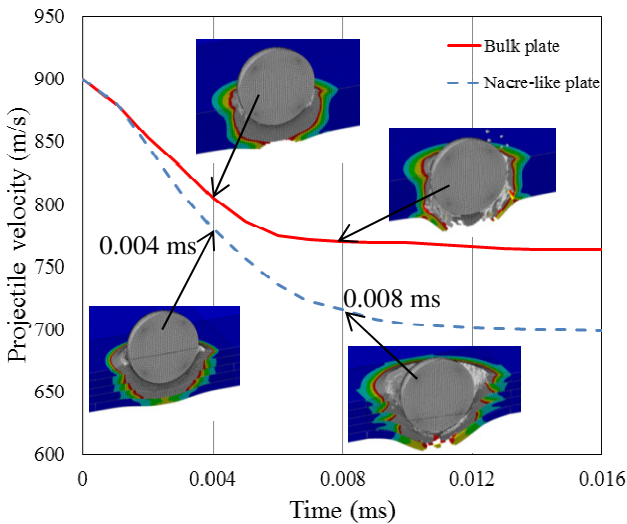 950
900
850
800
750
700
650
600
Projectile velocity (m/s)
Bulk plate
Nacre-like plate
0.004 ms
0.008 ms
0
0.004
0.008
0.012
0.016
Time (ms)